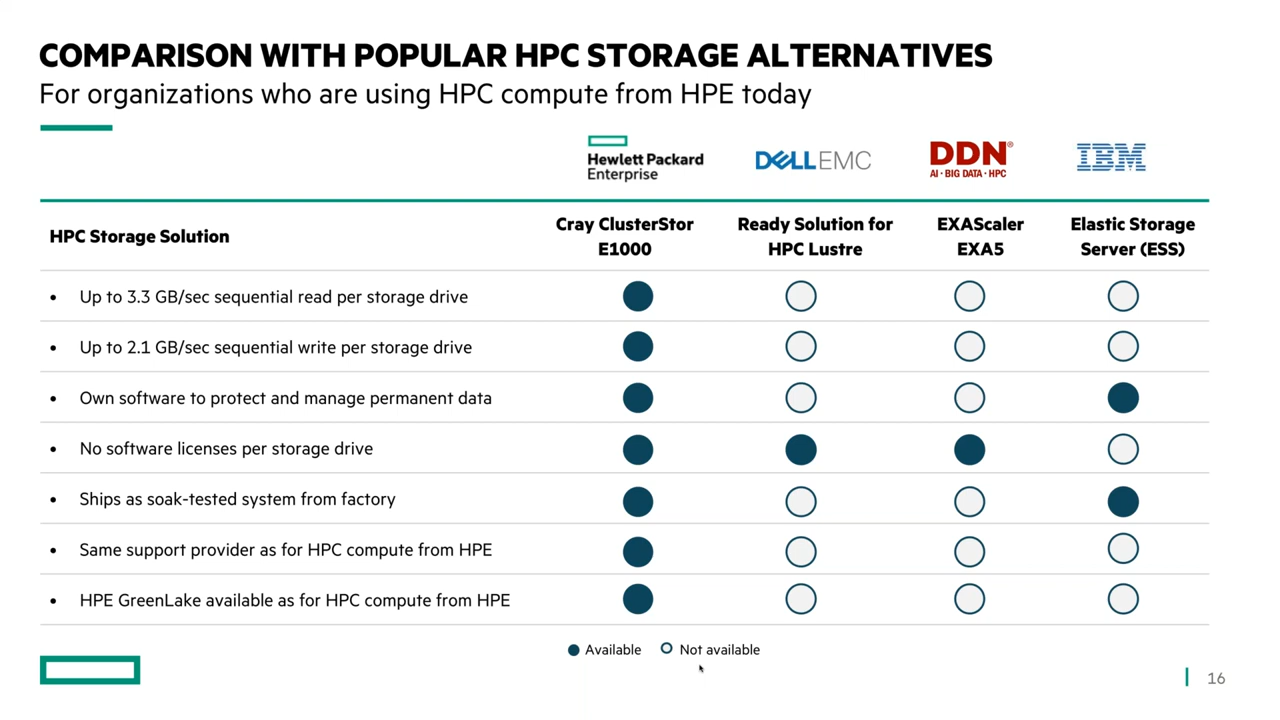 COMPARISON WITH POPULAR HPC STORAGE ALTERNATIVES
For organizations who are using HPC compute from HPE today
Hewlett Packard
Enterprise
DELLEMC
DDN®
AI · BIG DATA · HPC
IBM
HPC Storage Solution
Cray ClusterStor
E1000
Ready Solution for
HPC Lustre
EXAScaler
EXA5
Elastic Storage
Server (ESS)
• Up to 3.3 GB/sec sequential read per storage drive
• Up to 2.1 GB/sec sequential write per storage drive
• Own software to protect and manage permanent data
• No software licenses per storage drive
• Ships as soak-tested system from factory
• Same support provider as for HPC compute from HPE
• HPE GreenLake available as for HPC compute from HPE
Available
Not available
16